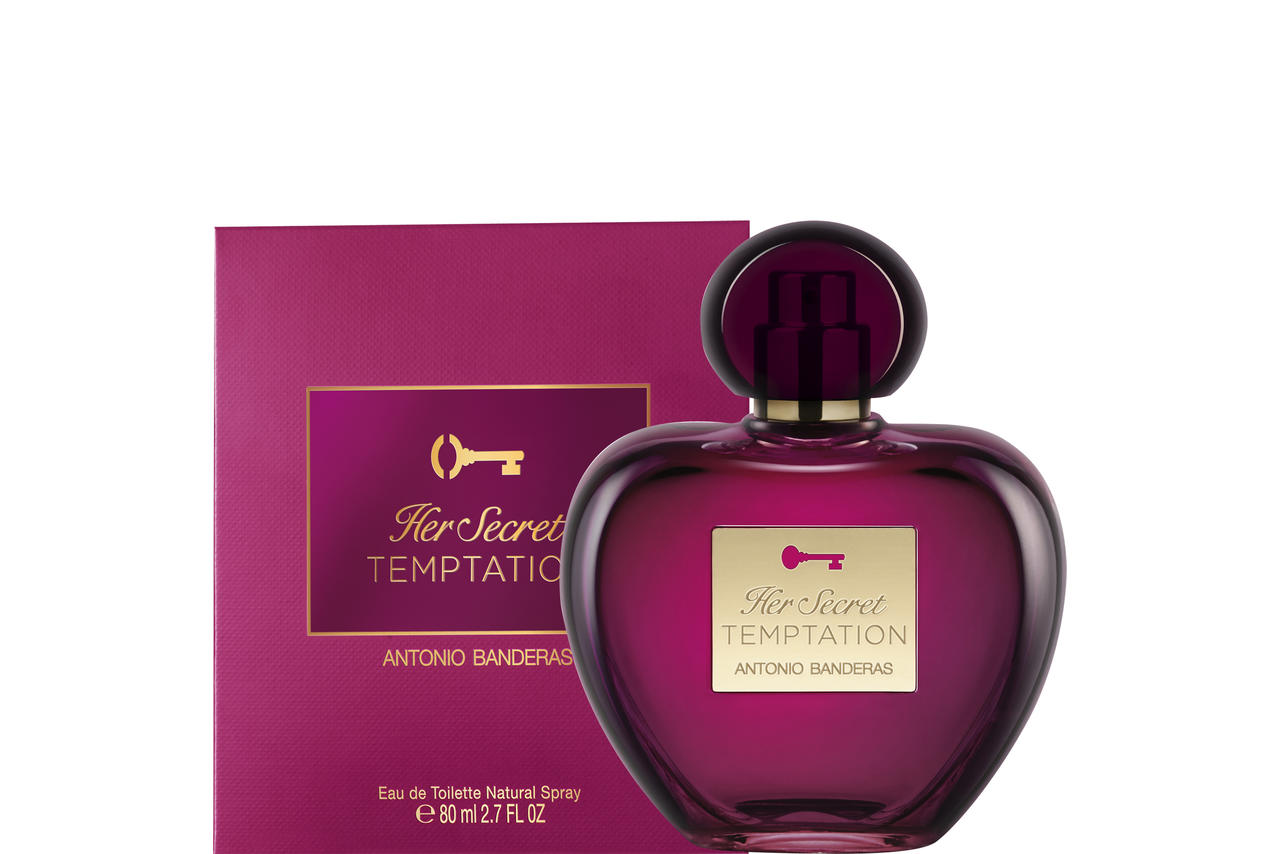 Her Secret
TEMPTATIO
ANTONIO BANDERAS
Eau de Toilette Natural Spray
℮ 80 ml 2.7 FL OZ
Her Secret
TEMPTATION
ANTONIO BANDERAS